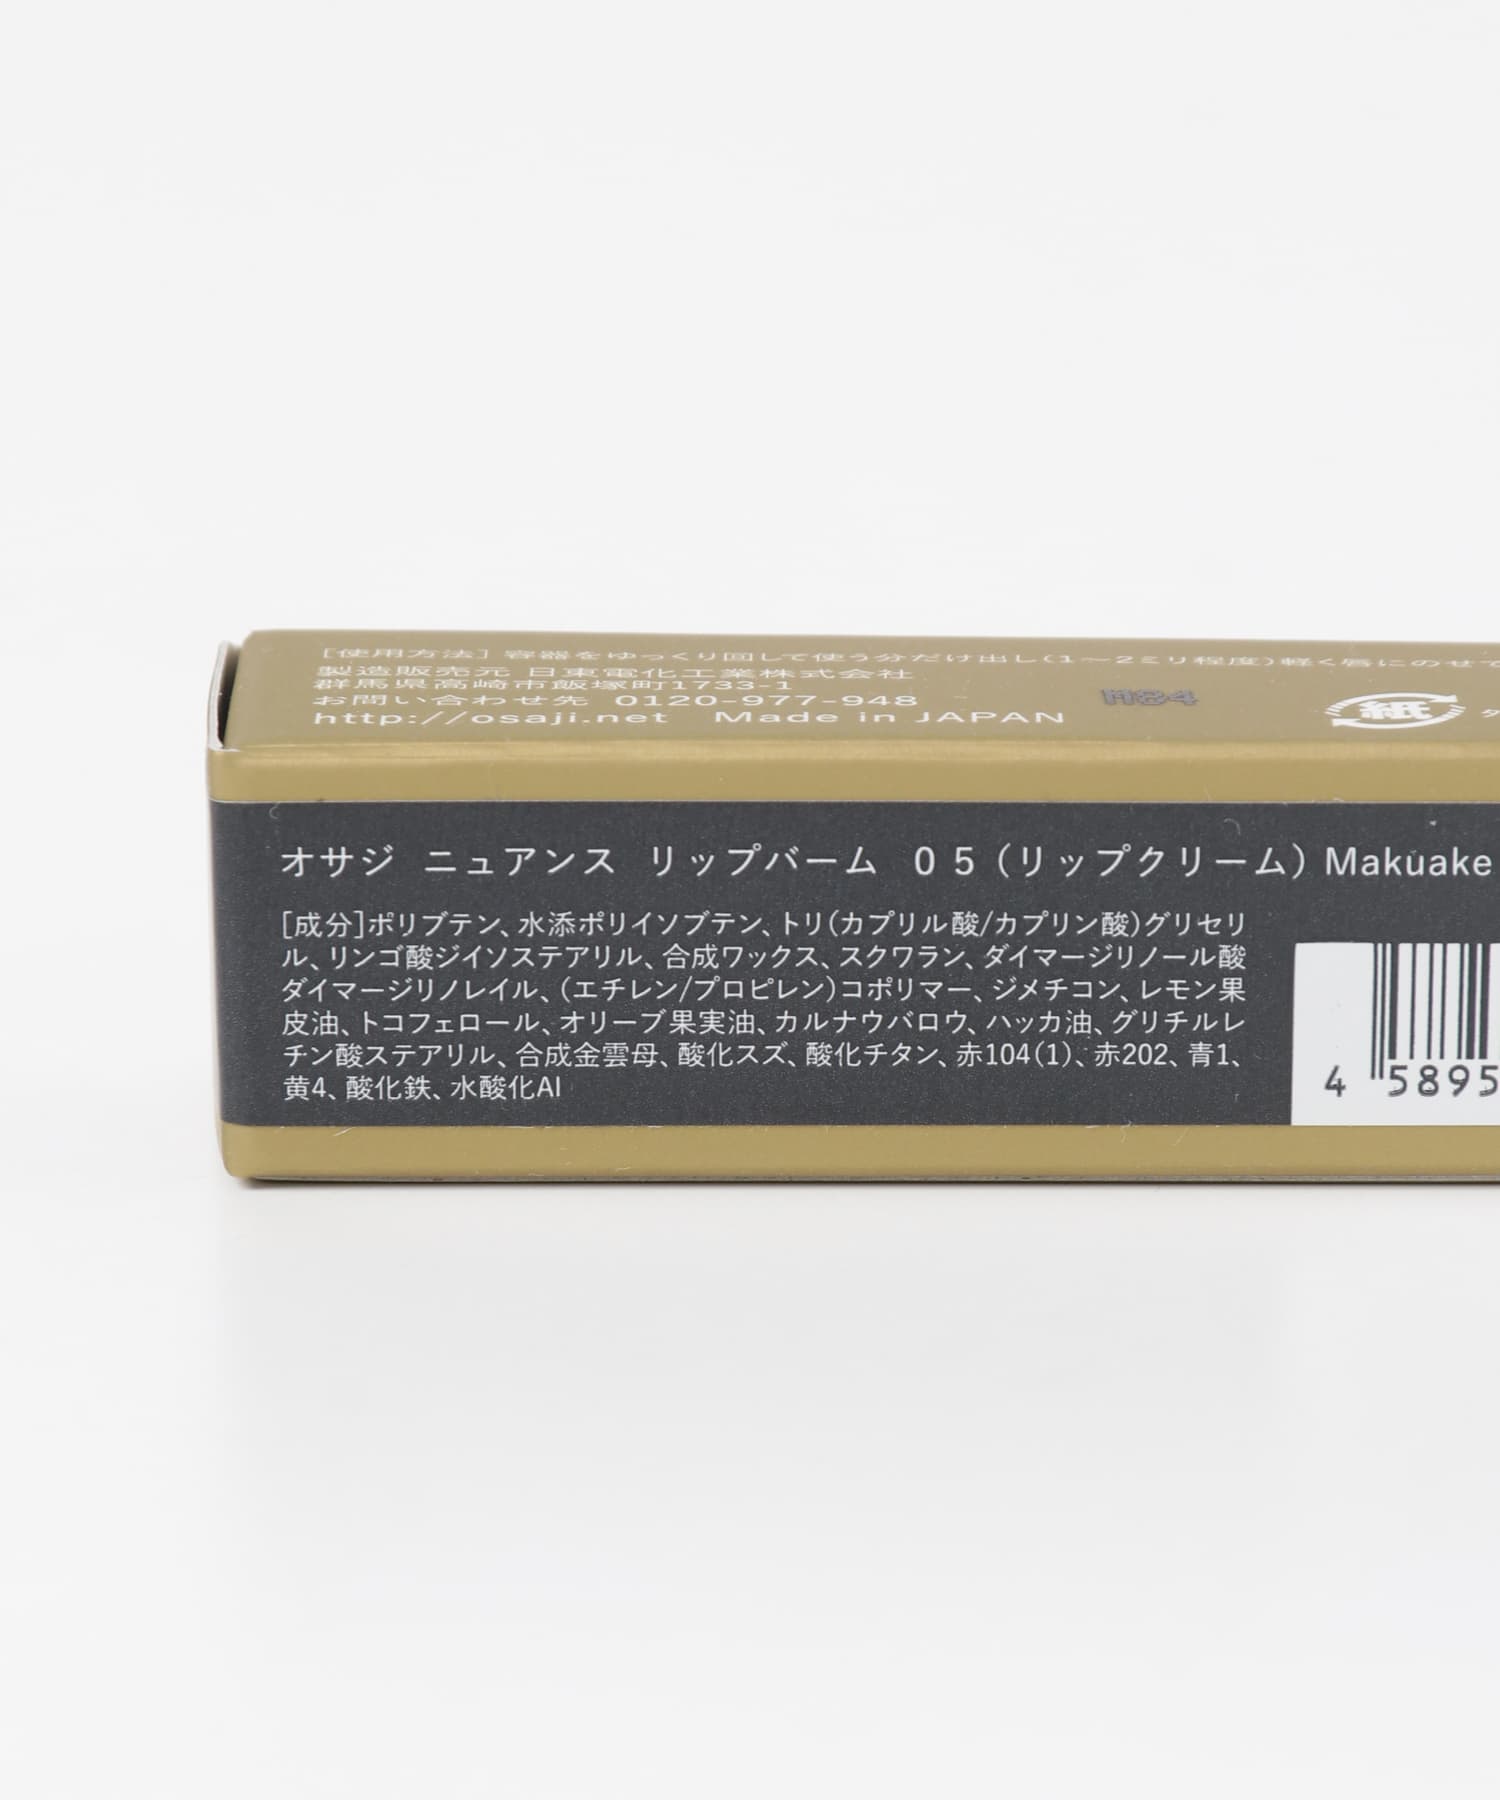 [使用方法] 容器をゆっくり回して使う分だけ出し(1〜2ミリ程度)軽く唇にのせて
製造販売元 日東電化工業株式会社
群馬県高崎市飯塚町1733-1
お問い合わせ先 0120-977-948
http://osaji.net Made in JAPAN
H84
紙
オサジ ニュアンス リップバーム 05(リップクリーム) Makuake
[成分]ポリブテン、水添ポリイソブテン、トリ(カプリル酸/カプリン酸)グリセリ
ル、リンゴ酸ジイソステアリル、合成ワックス、スクワラン、ダイマージリノール酸
ダイマージリノレイル、(エチレン/プロピレン)コポリマー、ジメチコン、レモン果
皮油、トコフェロール、オリーブ果実油、カルナウバロウ、ハッカ油、グリチルレ
チン酸ステアリル、合成金雲母、酸化スズ、酸化チタン、赤104(1)、赤202、青1、
黄4、酸化鉄、水酸化Al
4 5895